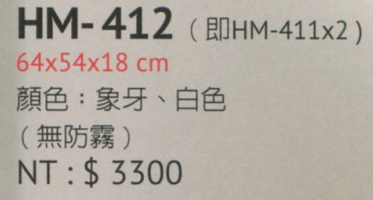 HM-412（即HM-411x2）
64x54x18 cm
顏色：象牙、白色
（無防霧）
NT : $ 3300